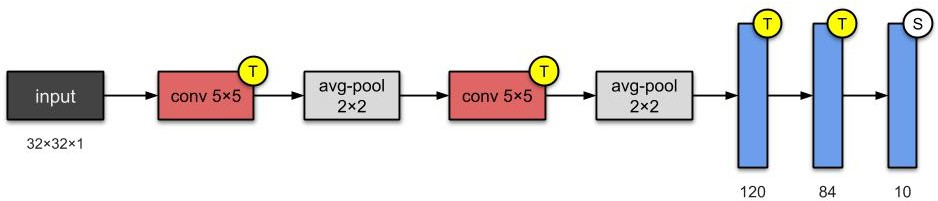 input
32×32×1
T
conv 5×5
avg-pool
2×2
T
conv 5×5
avg-pool
2×2
T
120
T
84
S
10